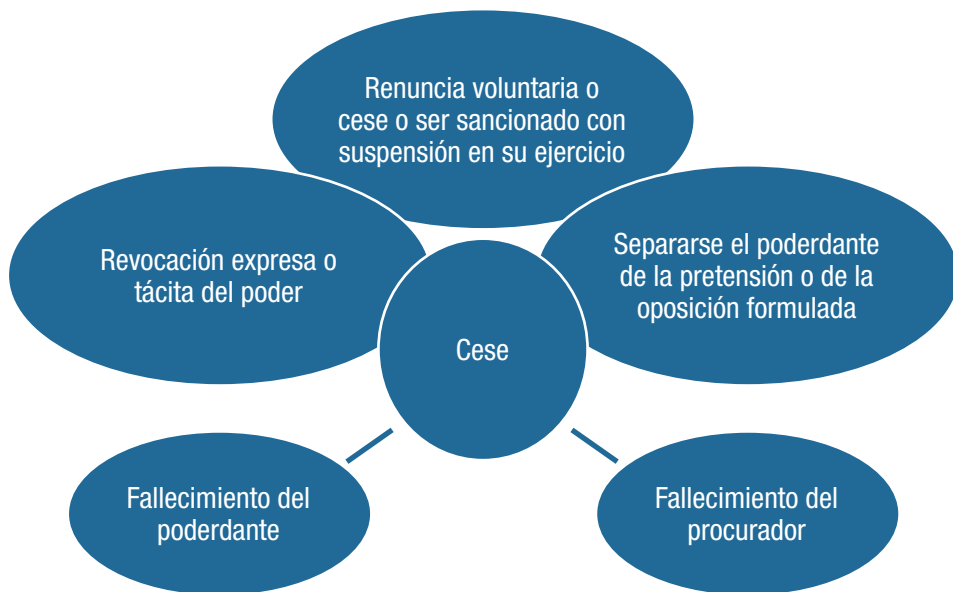 Renuncia voluntaria o
cese o ser sancionado con
suspensión en su ejercicio
Revocación expresa o
tácita del poder
Separarse el poderdante
de la pretensión o de la
oposición formulada
Cese
Fallecimiento del
poderdante
Fallecimiento del
procurador